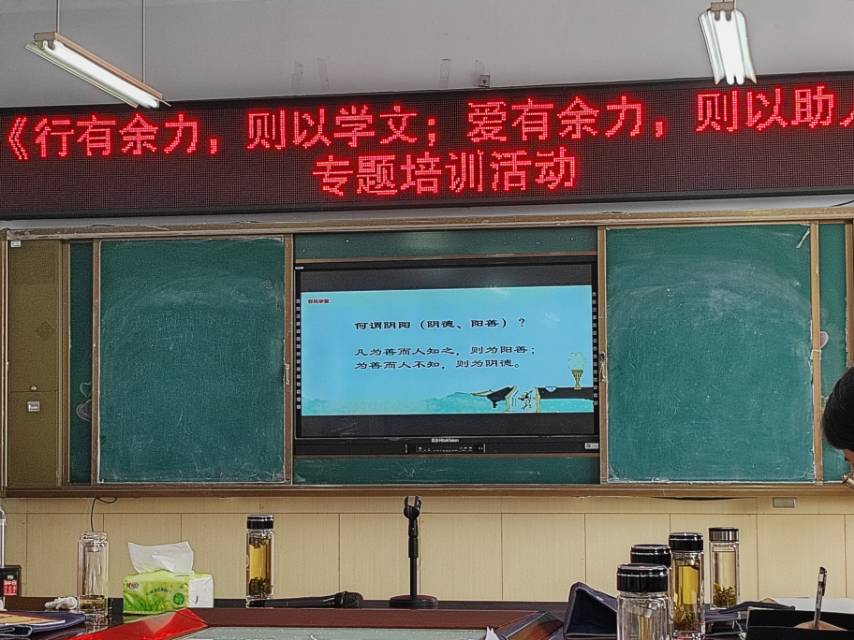 《行有余力，则以学文；爱有余力，则以助人
专题培训活动
何谓阴阳（阴德、阳善）？
凡为善而人知之，则为阳善；
为善而人不知，则为阴德。